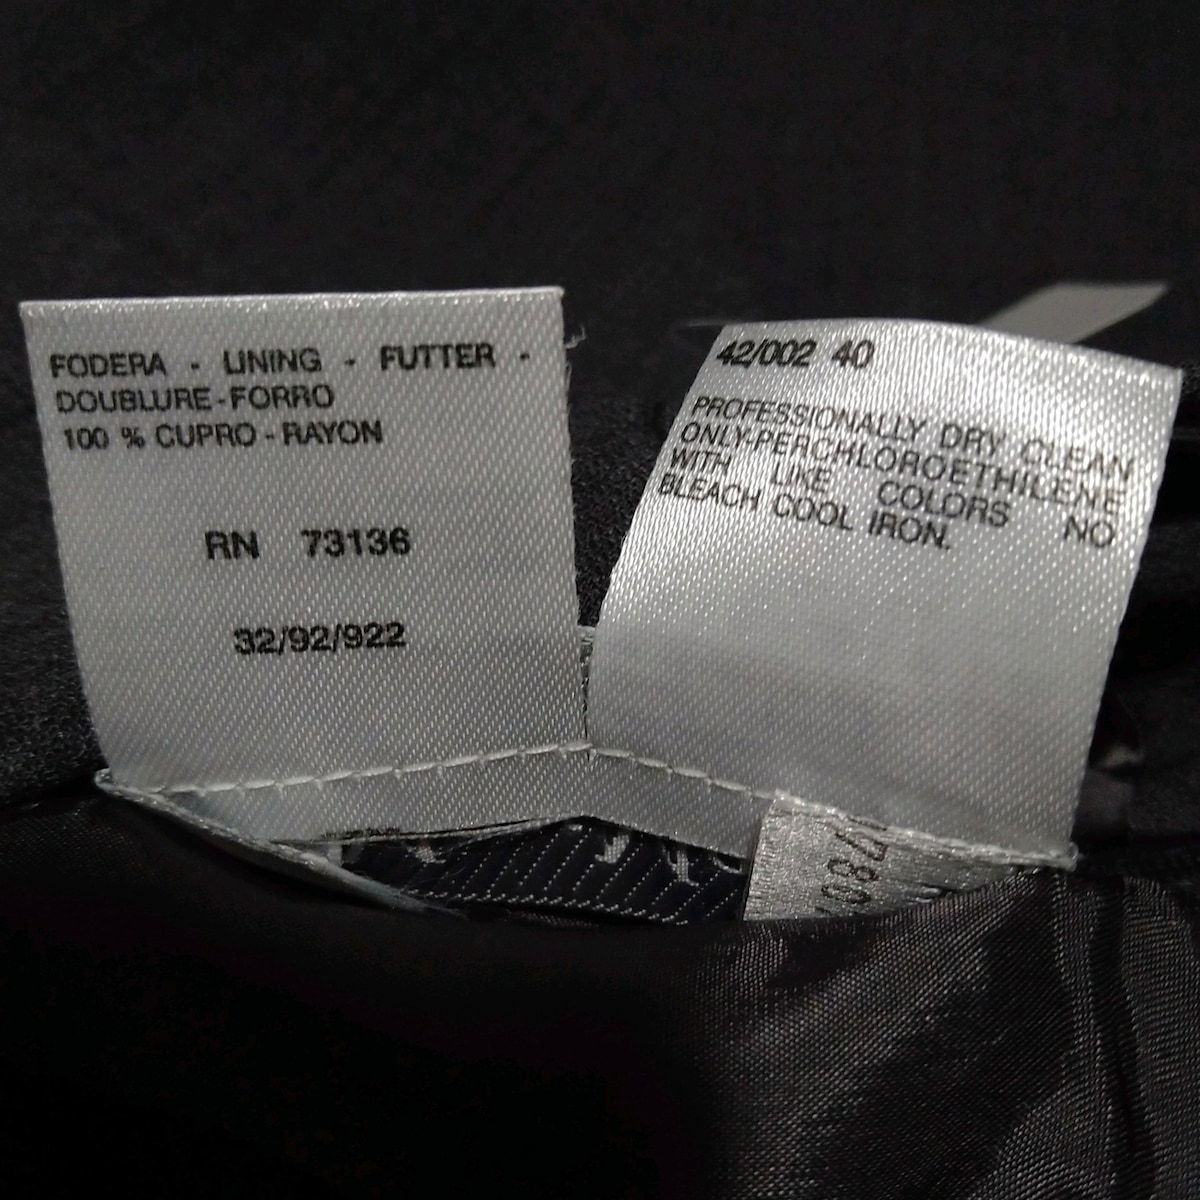 FODERA - LINING - FUTTER -
DOUBLURE-FORRO
100 % CUPRO - RAYON
RN 73136
32/92/922
42/002 40
PROFESSIONALLY DRY CLEAN
ONLY-PERCHLOROETHILENE
WITH LIKE COLORS NO
BLEACH COOL IRON.